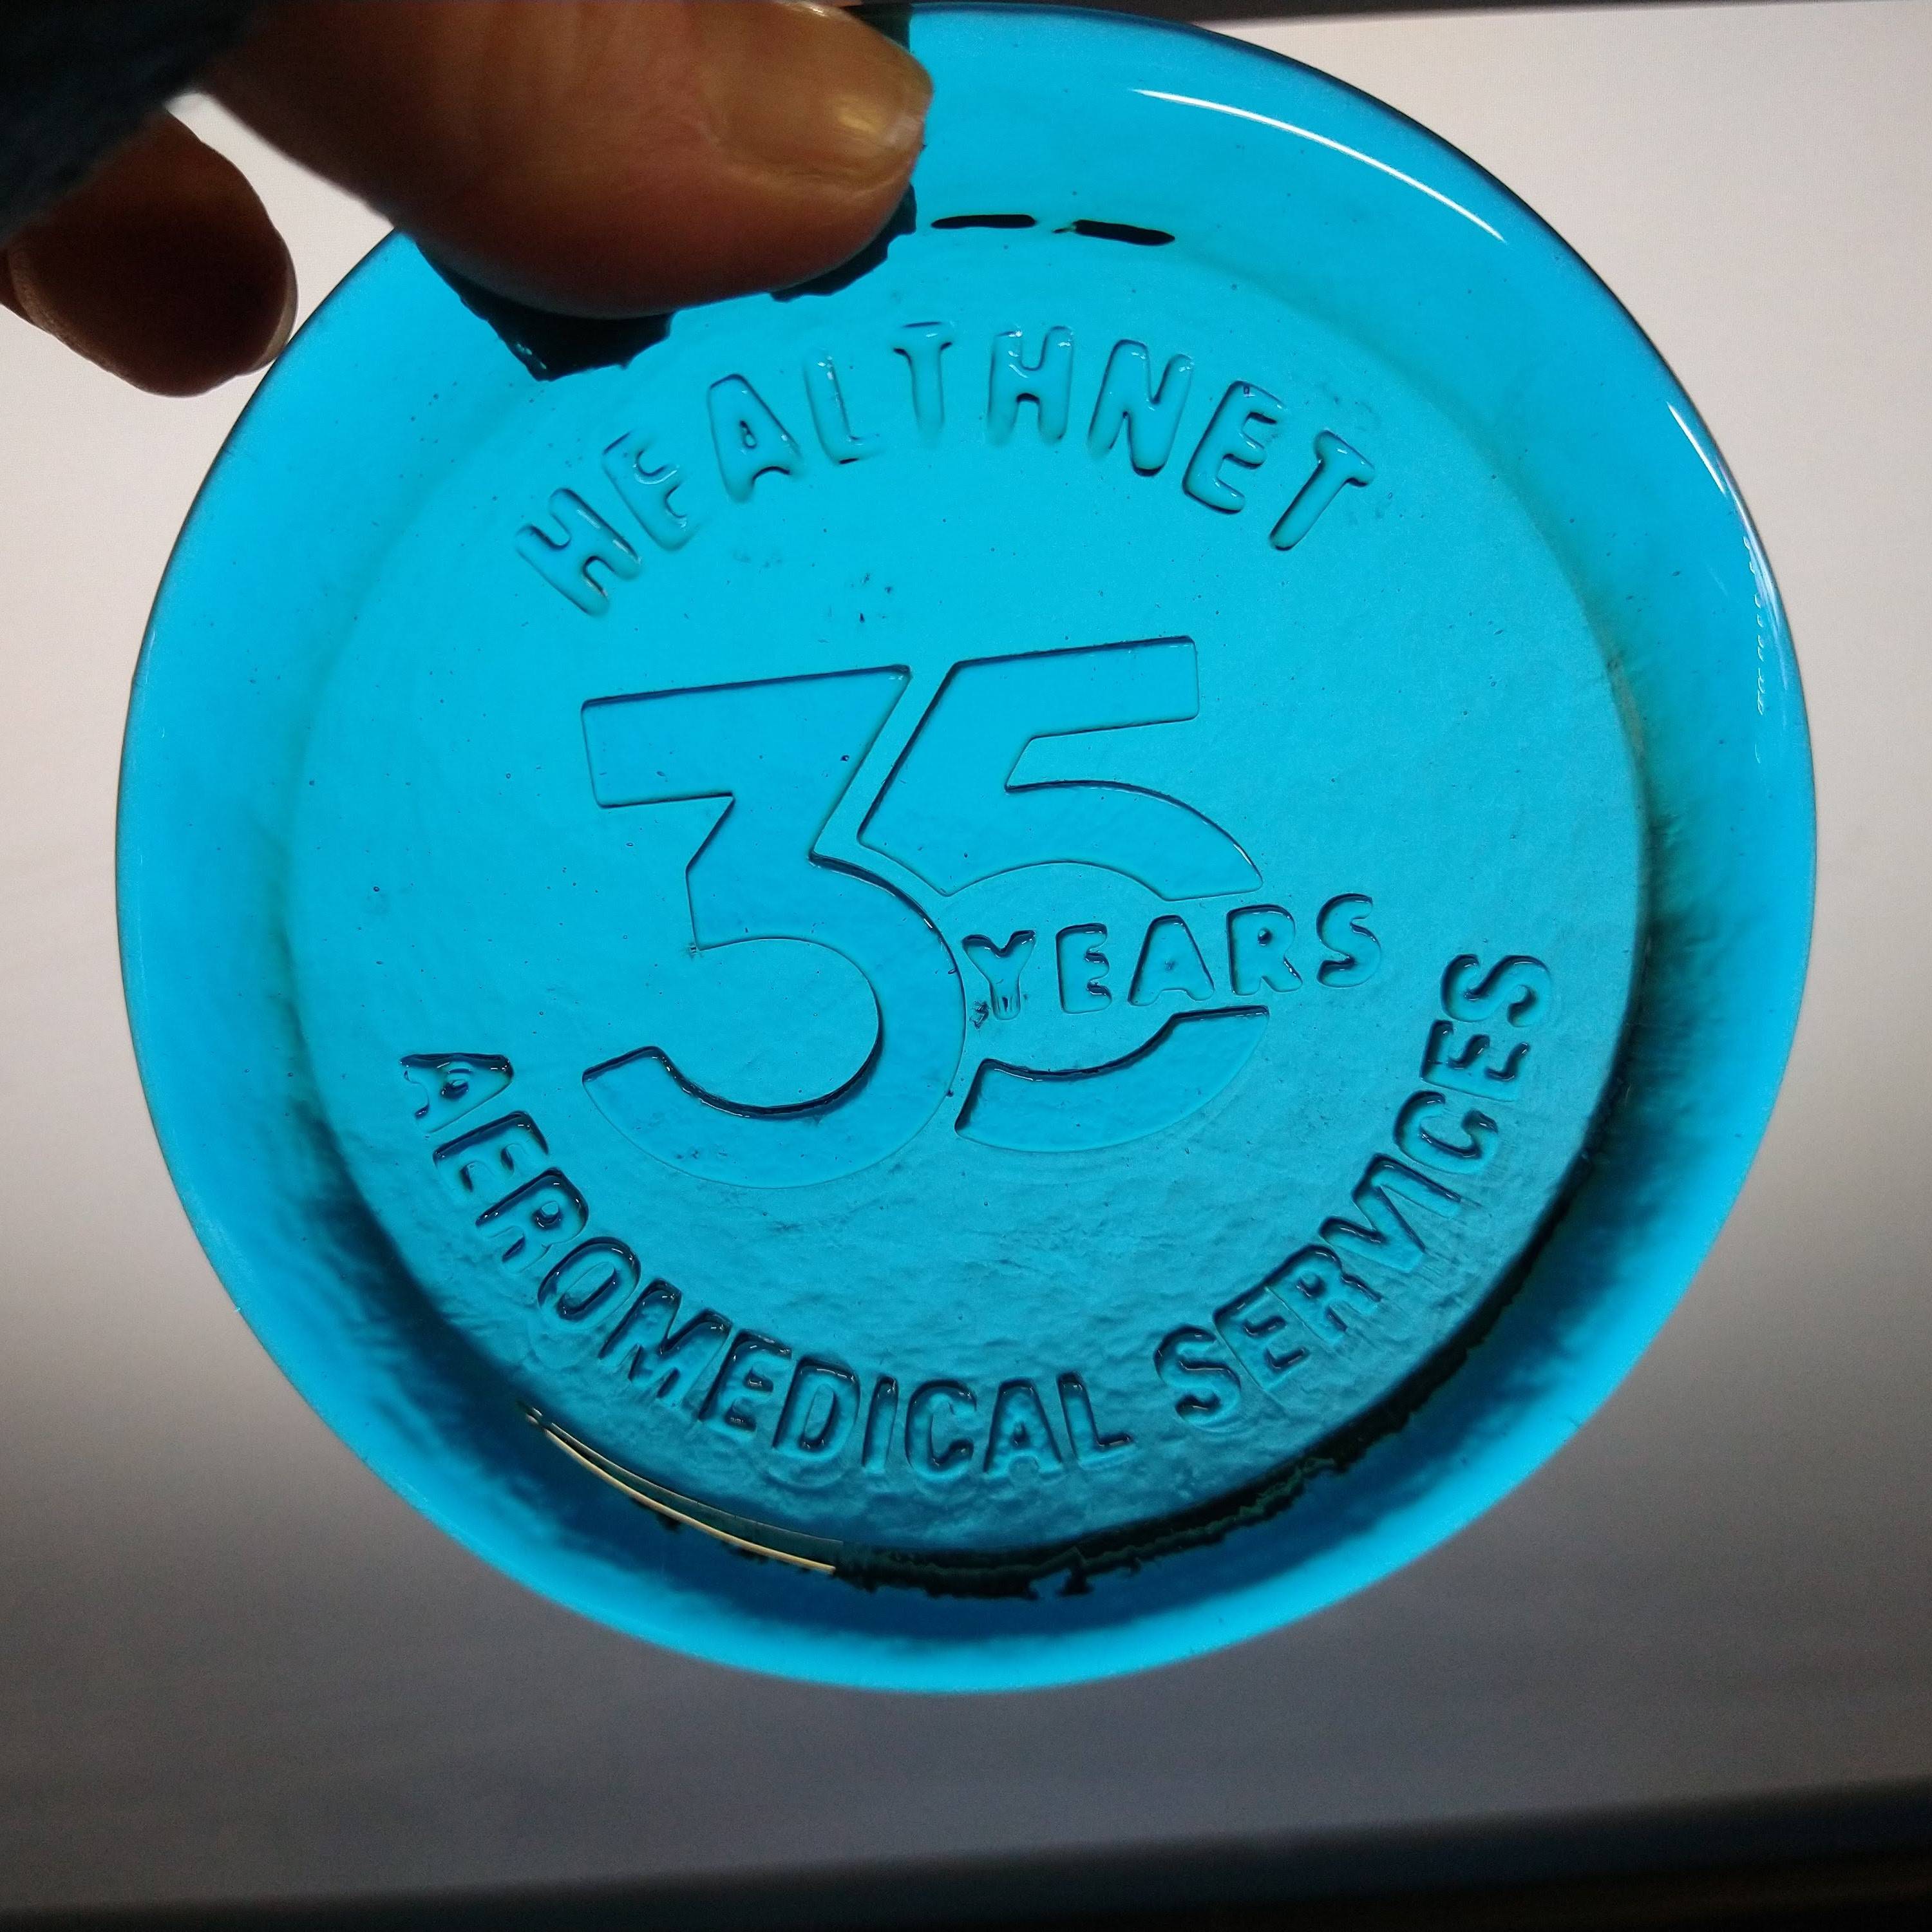 HEALTHNET
35
YEARS
AEROMEDICAL SERVICES